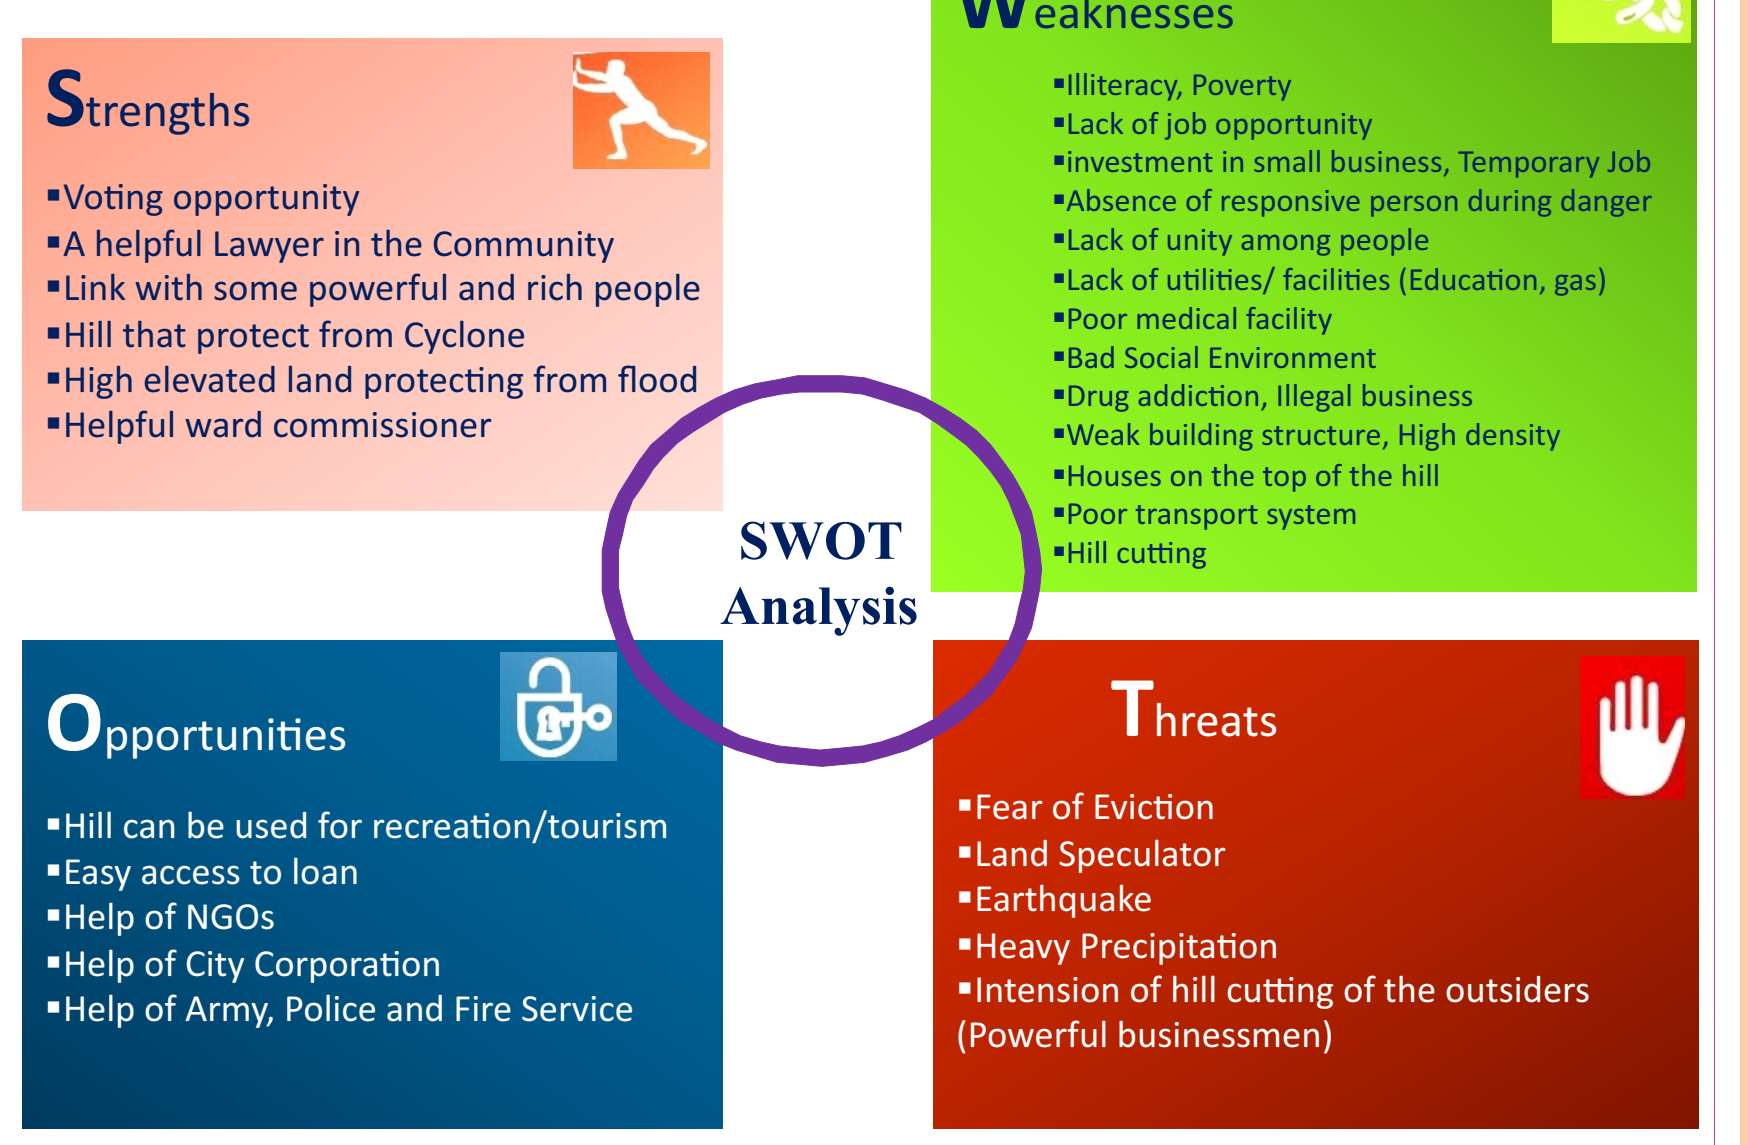 Strengths
▪Voting opportunity
▪A helpful Lawyer in the Community
▪Link with some powerful and rich people
▪Hill that protect from Cyclone
▪High elevated land protecting from flood
▪Helpful ward commissioner
Weaknesses
▪Illiteracy, Poverty
▪Lack of job opportunity
▪investment in small business, Temporary Job
▪Absence of responsive person during danger
▪Lack of unity among people
▪Lack of utilities/ facilities (Education, gas)
▪Poor medical facility
▪Bad Social Environment
▪Drug addiction, Illegal business
▪Weak building structure, High density
▪Houses on the top of the hill
▪Poor transport system
▪Hill cutting
SWOT
Analysis
Opportunities
▪Hill can be used for recreation/tourism
▪Easy access to loan
▪Help of NGOs
▪Help of City Corporation
▪Help of Army, Police and Fire Service
Threats
▪Fear of Eviction
▪Land Speculator
▪Earthquake
▪Heavy Precipitation
▪Intension of hill cutting of the outsiders
(Powerful businessmen)